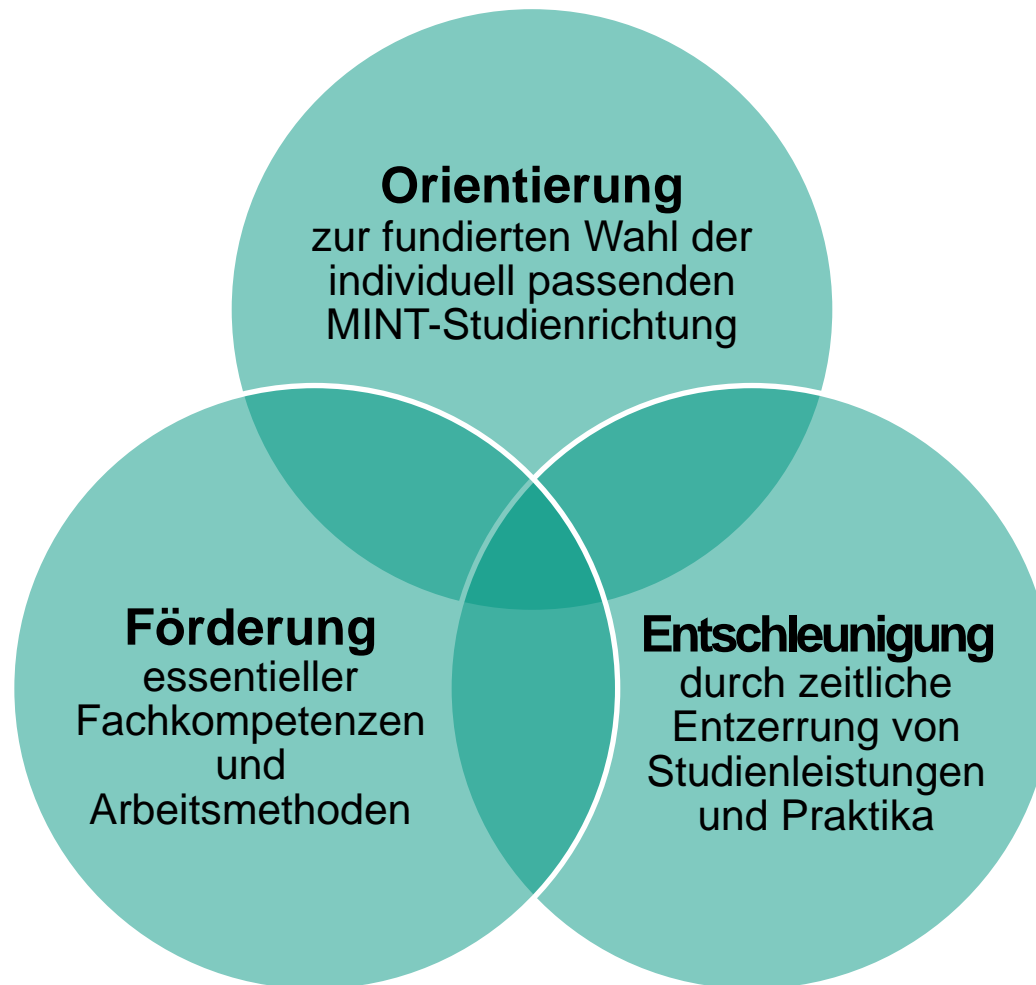 Orientierung
zur fundierten Wahl der
individuell passenden
MINT-Studienrichtung
Förderung
essentieller
Fachkompetenzen
und
Arbeitsmethoden
Entschleunigung
durch zeitliche
Entzerrung von
Studienleistungen
und Praktika